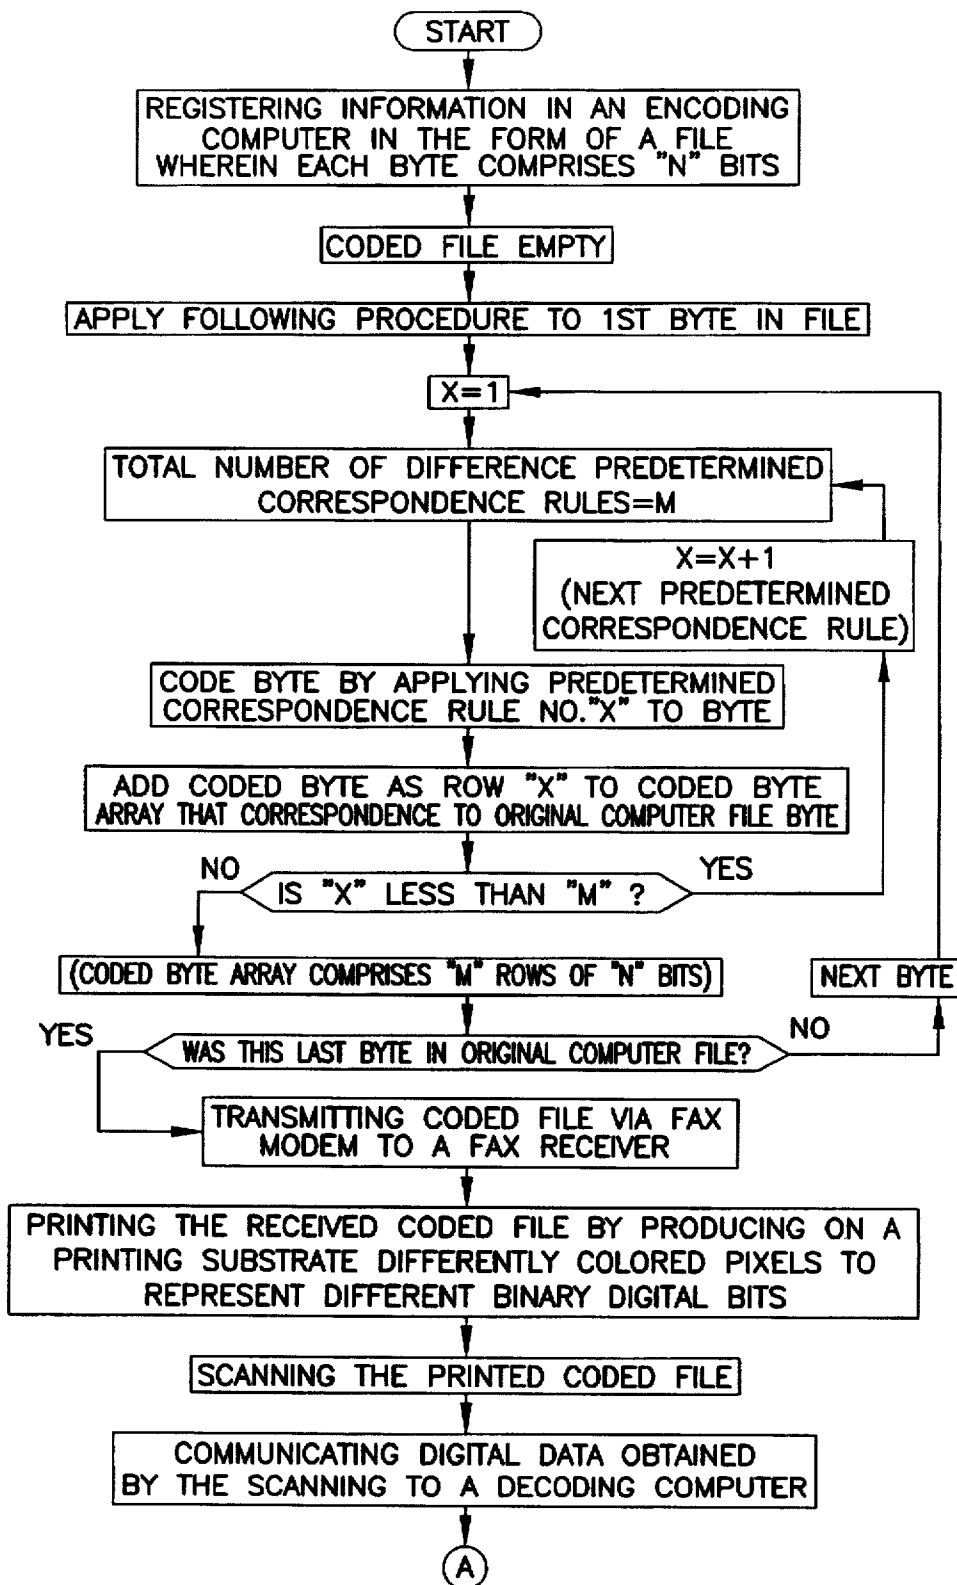 START
REGISTERING INFORMATION IN AN ENCODING
COMPUTER IN THE FORM OF A FILE
WHEREIN EACH BYTE COMPRISES "N" BITS
CODED FILE EMPTY
APPLY FOLLOWING PROCEDURE TO 1ST BYTE IN FILE
X=1
TOTAL NUMBER OF DIFFERENCE PREDETERMINED
CORRESPONDENCE RULES=M
X=X+1
(NEXT PREDETERMINED
CORRESPONDENCE RULE)
CODE BYTE BY APPLYING PREDETERMINED
CORRESPONDENCE RULE NO."X" TO BYTE
ADD CODED BYTE AS ROW "X" TO CODED BYTE
ARRAY THAT CORRESPONDENCE TO ORIGINAL COMPUTER FILE BYTE
NO
YES
IS "X" LESS THAN "M" ?
(CODED BYTE ARRAY COMPRISES "M" ROWS OF "N" BITS)
NEXT BYTE
YES
NO
WAS THIS LAST BYTE IN ORIGINAL COMPUTER FILE?
TRANSMITTING CODED FILE VIA FAX
MODEM TO A FAX RECEIVER
PRINTING THE RECEIVED CODED FILE BY PRODUCING ON A
PRINTING SUBSTRATE DIFFERENTLY COLORED PIXELS TO
REPRESENT DIFFERENT BINARY DIGITAL BITS
SCANNING THE PRINTED CODED FILE
COMMUNICATING DIGITAL DATA OBTAINED
BY THE SCANNING TO A DECODING COMPUTER
A